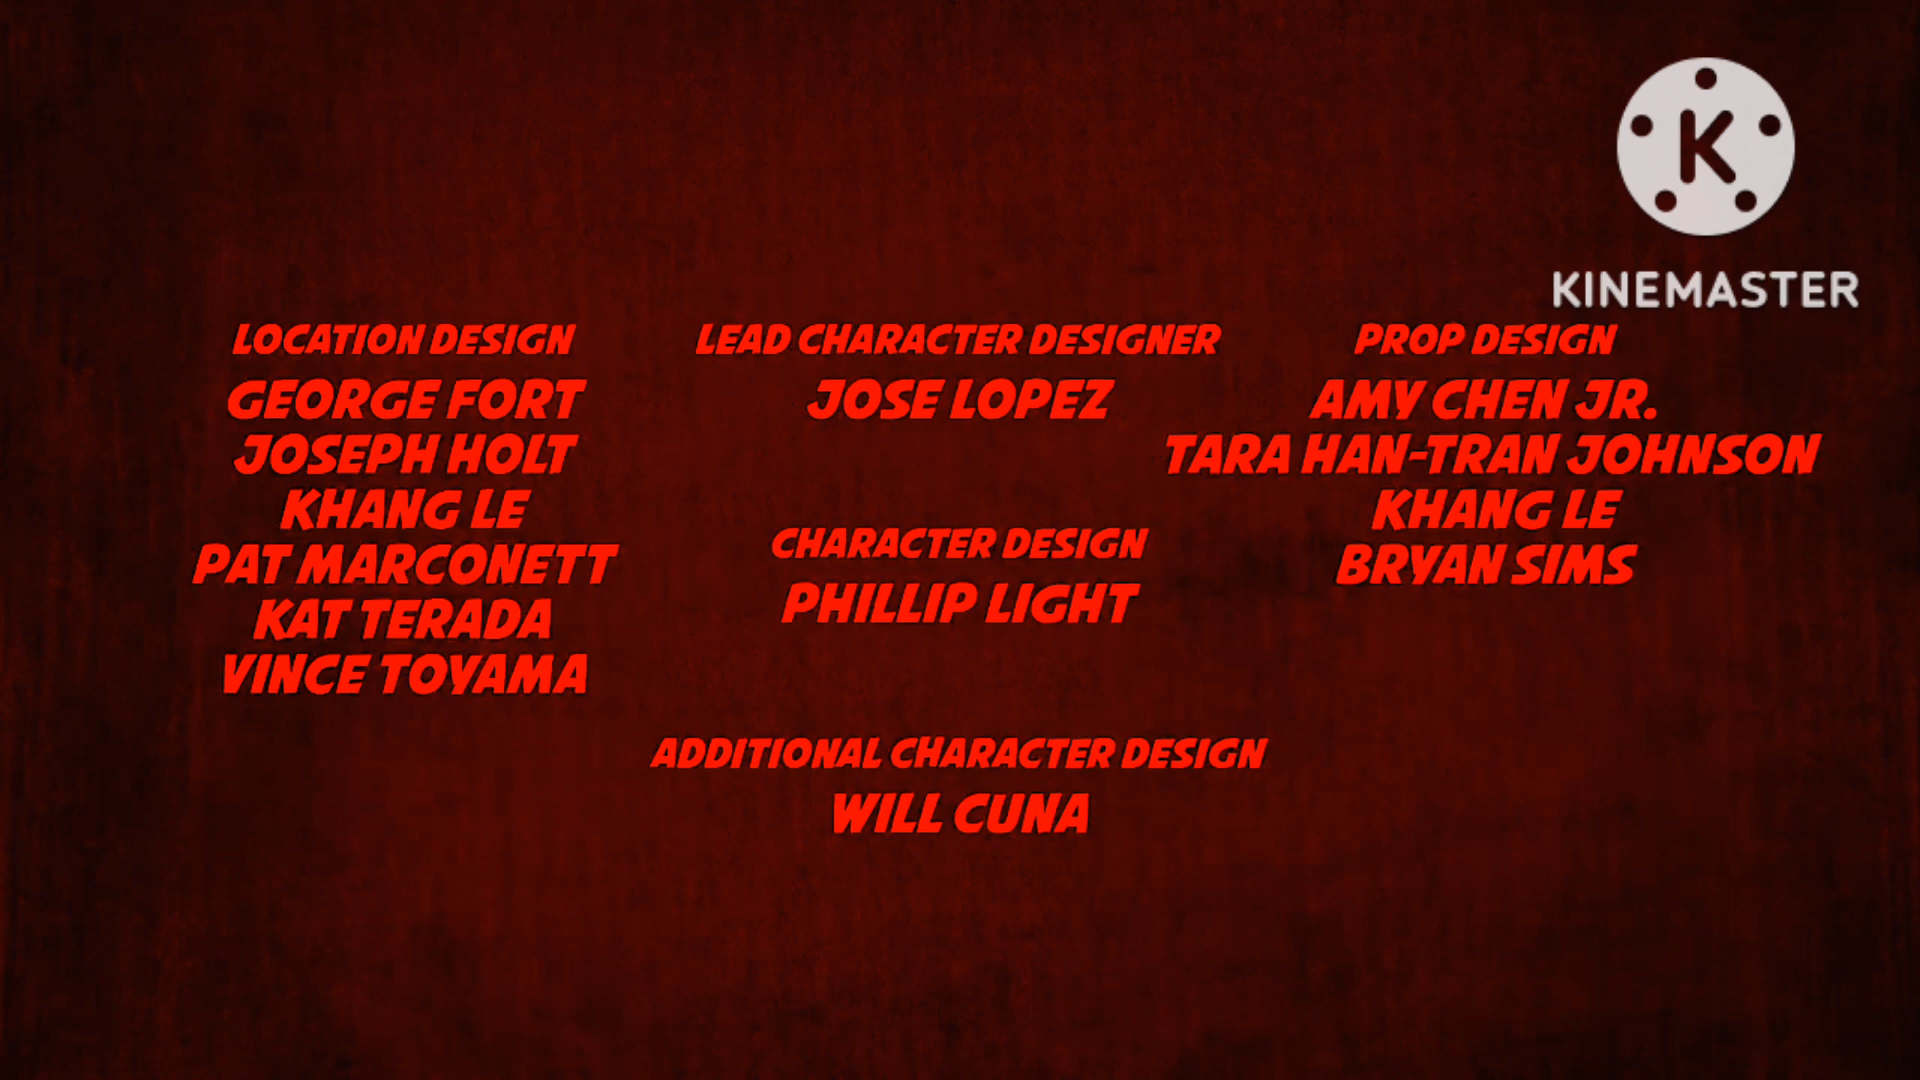 K
KINEMASTER
LOCATION DESIGN
GEORGE FORT
JOSEPH HOLT
KHANG LE
PAT MARCONETT
KAT TERADA
VINCE TOYAMA
LEAD CHARACTER DESIGNER
JOSE LOPEZ
CHARACTER DESIGN
PHILLIP LIGHT
ADDITIONAL CHARACTER DESIGN
WILL CUNA
PROP DESIGN
AMY CHEN JR.
TARA HAN-TRAN JOHNSON
KHANG LE
BRYAN SIMS